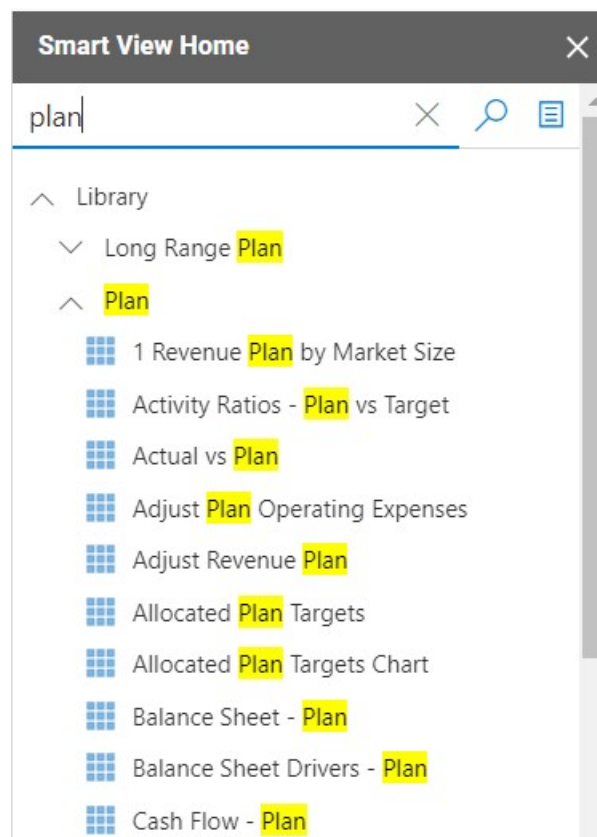 Smart View Home
plan
Library
Long Range Plan
Plan
1 Revenue Plan by Market Size
Activity Ratios - Plan vs Target
Actual vs Plan
Adjust Plan Operating Expenses
Adjust Revenue Plan
Allocated Plan Targets
Allocated Plan Targets Chart
Balance Sheet - Plan
Balance Sheet Drivers - Plan
Cash Flow - Plan